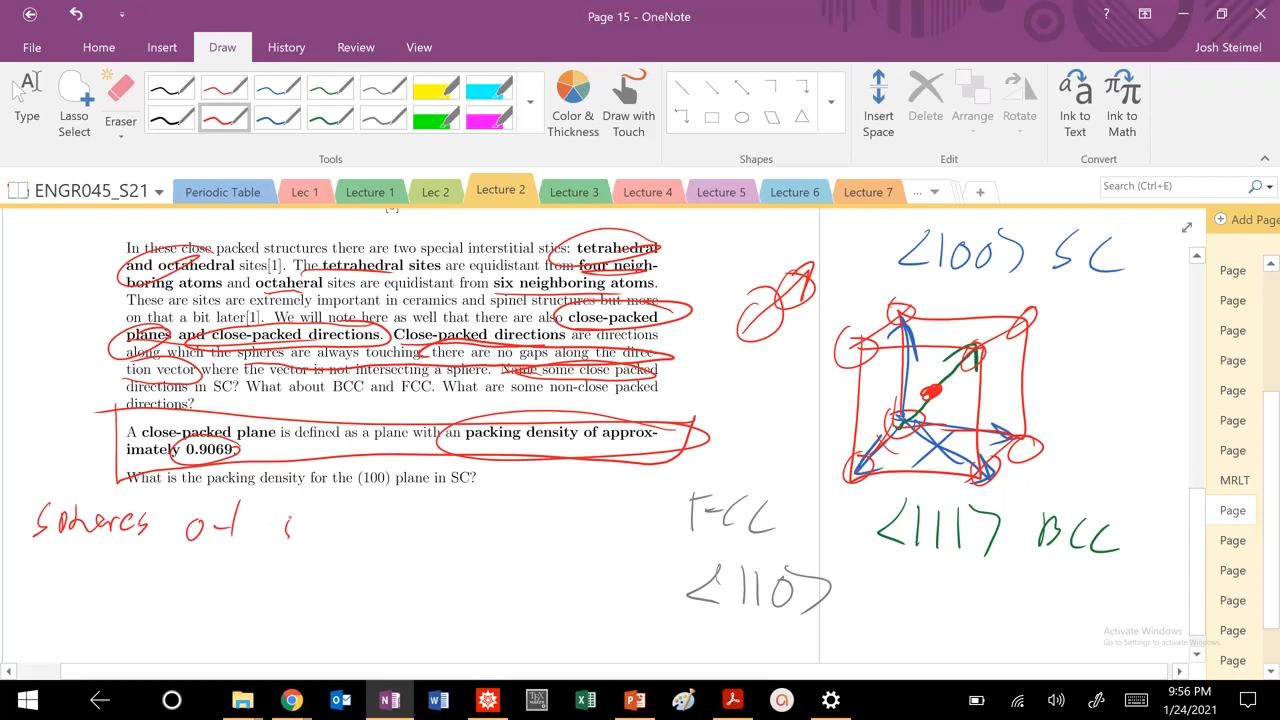 Page 15 - OneNote
File Home Insert Draw History Review View
Josh Steimel
Type
Lasso Select
Eraser
Color & Thickness
Draw with Touch
Insert Space
Delete
Arrange
Rotate
Ink to Text
Ink to Math
Tools
Shapes
Edit
Convert
ENGR045_S21
Periodic Table
Lec 1
Lecture 1
Lec 2
Lecture 2
Lecture 3
Lecture 4
Lecture 5
Lecture 6
Lecture 7
...
Search (Ctrl+E)
Add Page
In these close packed structures there are two special interstitial sties: tetrahedral
and octahedral sites[1]. The tetrahedral sites are equidistant from four neigh-
boring atoms and octaheral sites are equidistant from six neighboring atoms.
These are sites are extremely important in ceramics and spinel structures but more
on that a bit later[1]. We will note here as well that there are also close-packed
planes and close-packed directions. Close-packed directions are directions
along which the spheres are always touching, there are no gaps along the direc-
tion vector where the vector is not intersecting a sphere. Name some close packed
directions in SC? What about BCC and FCC. What are some non-close packed
directions?
A close-packed plane is defined as a plane with an packing density of approx-
imately 0.9069.
What is the packing density for the (100) plane in SC?
<100> SC
<111> BCC
FCC
<110>
Spheres of
Page
Page
Page
Page
Page
Page
Page
MRLT
Page
Page
Page
Page
Page
Page
Activate Windows
Go to Settings to activate Windows.
9:56 PM
1/24/2021